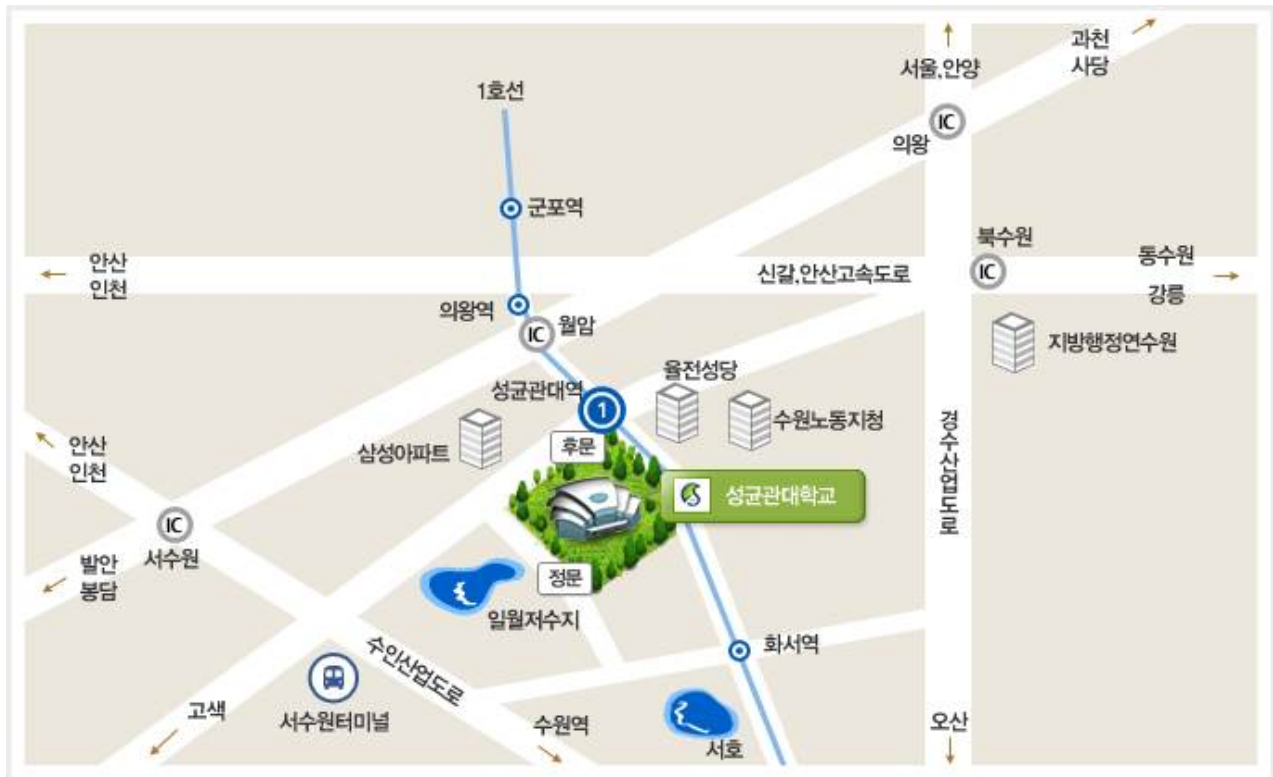 과천
사당
서울,안양
1호선
IC
의왕
군포역
북수원
IC
안산
인천
신갈,안산고속도로
동수원
강릉
의왕역
IC
월암
지방행정연수원
율전성당
성균관대역
1
수원노동지청
삼성아파트
후문
안산
인천
경수산업도로
성균관대학교
IC
서수원
발안
봉담
정문
일월저수지
화서역
수인산업도로
고색
서수원터미널
수원역
서호
오산